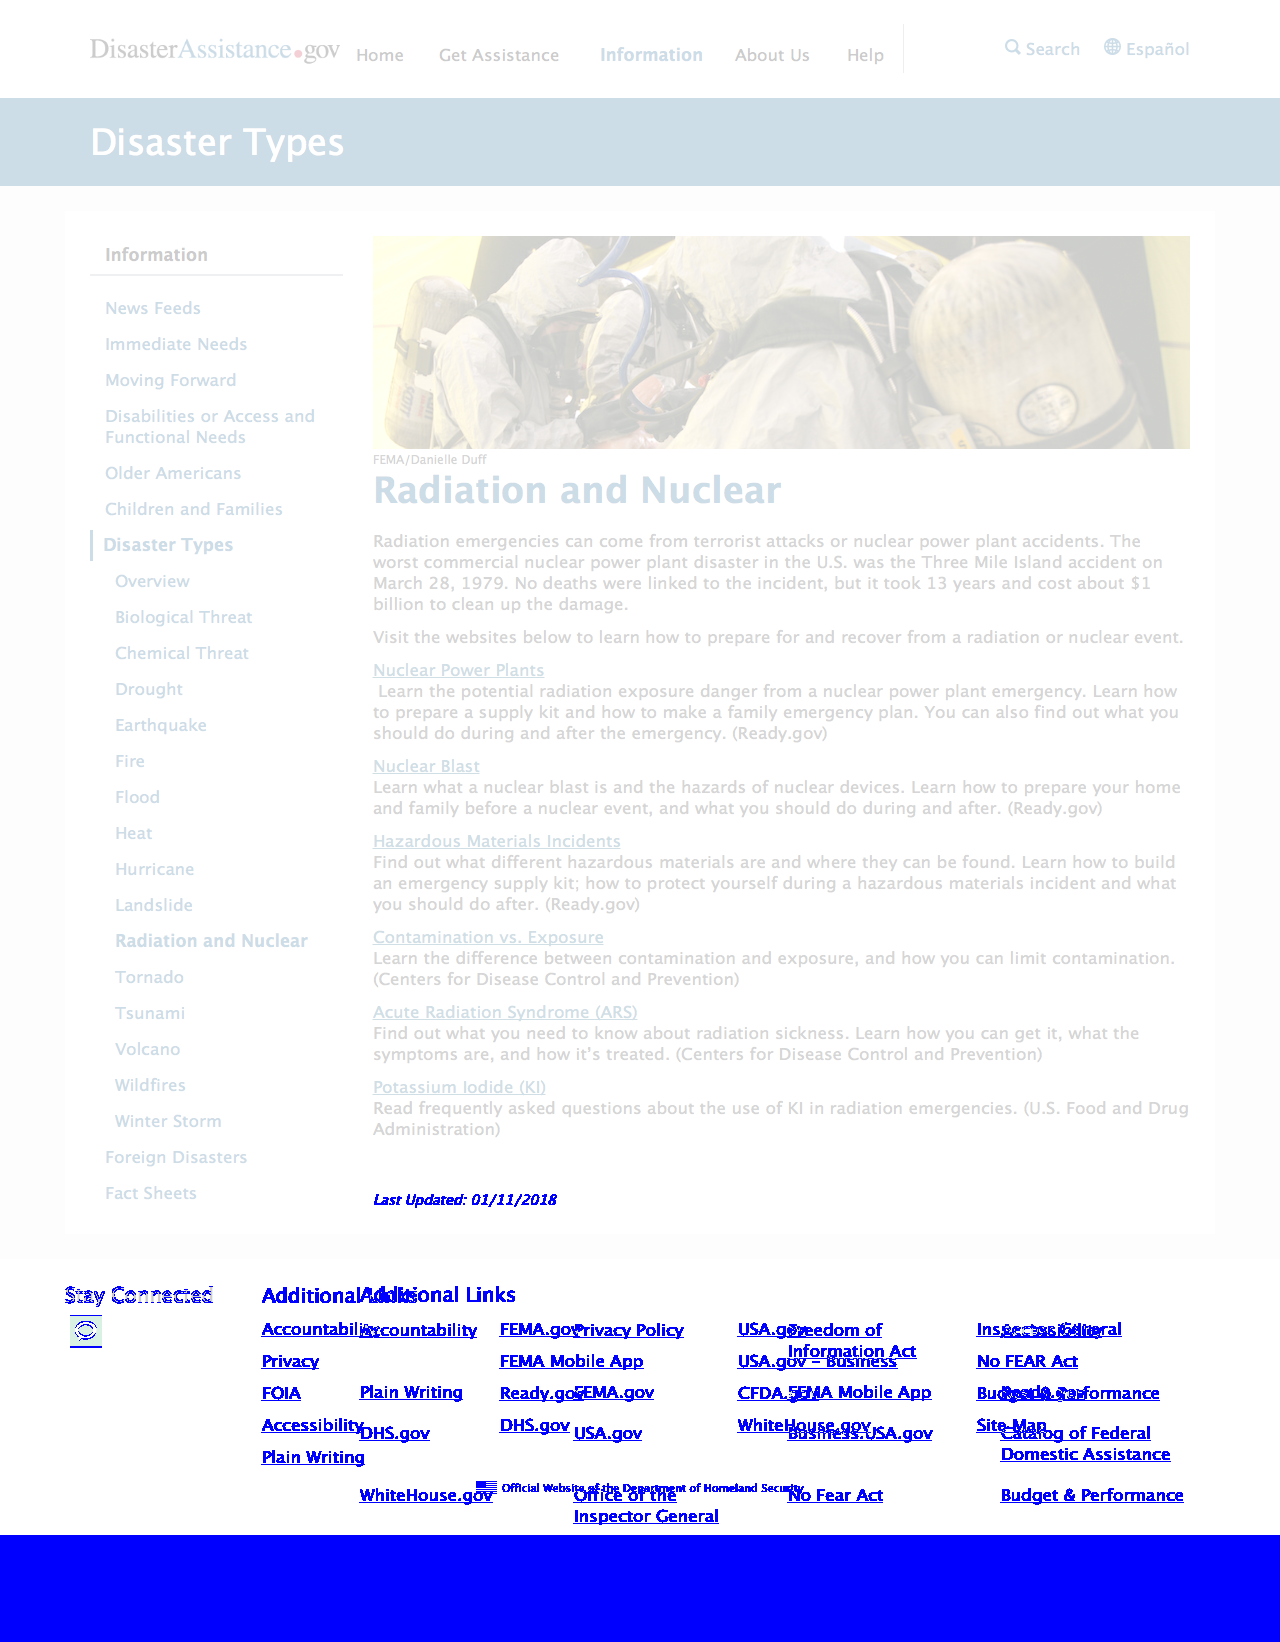 DisasterAssistance.gov
Home Get Assistance Information About Us Help
Search Español
Disaster Types
Information
News Feeds
Immediate Needs
Moving Forward
Disabilities or Access and
Functional Needs
Older Americans
Children and Families
Disaster Types
Overview
Biological Threat
Chemical Threat
Drought
Earthquake
Fire
Flood
Heat
Hurricane
Landslide
Radiation and Nuclear
Tornado
Tsunami
Volcano
Wildfires
Winter Storm
Foreign Disasters
Fact Sheets
FEMA/Danielle Duff
Radiation and Nuclear
Radiation emergencies can come from terrorist attacks or nuclear power plant accidents. The
worst commercial nuclear power plant disaster in the U.S. was the Three Mile Island accident on
March 28, 1979. No deaths were linked to the incident, but it took 13 years and cost about $1
billion to clean up the damage.
Visit the websites below to learn how to prepare for and recover from a radiation or nuclear event.
Nuclear Power Plants
Learn the potential radiation exposure danger from a nuclear power plant emergency. Learn how
to prepare a supply kit and how to make a family emergency plan. You can also find out what you
should do during and after the emergency. (Ready.gov)
Nuclear Blast
Learn what a nuclear blast is and the hazards of nuclear devices. Learn how to prepare your home
and family before a nuclear event, and what you should do during and after. (Ready.gov)
Hazardous Materials Incidents
Find out what different hazardous materials are and where they can be found. Learn how to build
an emergency supply kit; how to protect yourself during a hazardous materials incident and what
you should do after. (Ready.gov)
Contamination vs. Exposure
Learn the difference between contamination and exposure, and how you can limit contamination.
(Centers for Disease Control and Prevention)
Acute Radiation Syndrome (ARS)
Find out what you need to know about radiation sickness. Learn how you can get it, what the
symptoms are, and how it's treated. (Centers for Disease Control and Prevention)
Potassium Iodide (KI)
Read frequently asked questions about the use of KI in radiation emergencies. (U.S. Food and Drug
Administration)
Last Updated: 01/11/2018
Stay Connected
Additional Links
Accountability
Privacy
FOIA
Accessibility
Plain Writing
FEMA.gov
FEMA Mobile App
Ready.gov
DHS.gov
USA.gov
USA.gov – Business
CFDA.gov
WhiteHouse.gov
Inspector General
No FEAR Act
Budget & Performance
Site Map
Additional Links
Accountability
Privacy Policy
Freedom of
Information Act
Accessibility
Plain Writing
FEMA.gov
FEMA Mobile App
Ready.gov
DHS.gov
USA.gov
Business.USA.gov
Catalog of Federal
Domestic Assistance
Official Website of the Department of Homeland Security
WhiteHouse.gov
Office of the
Inspector General
No Fear Act
Budget & Performance